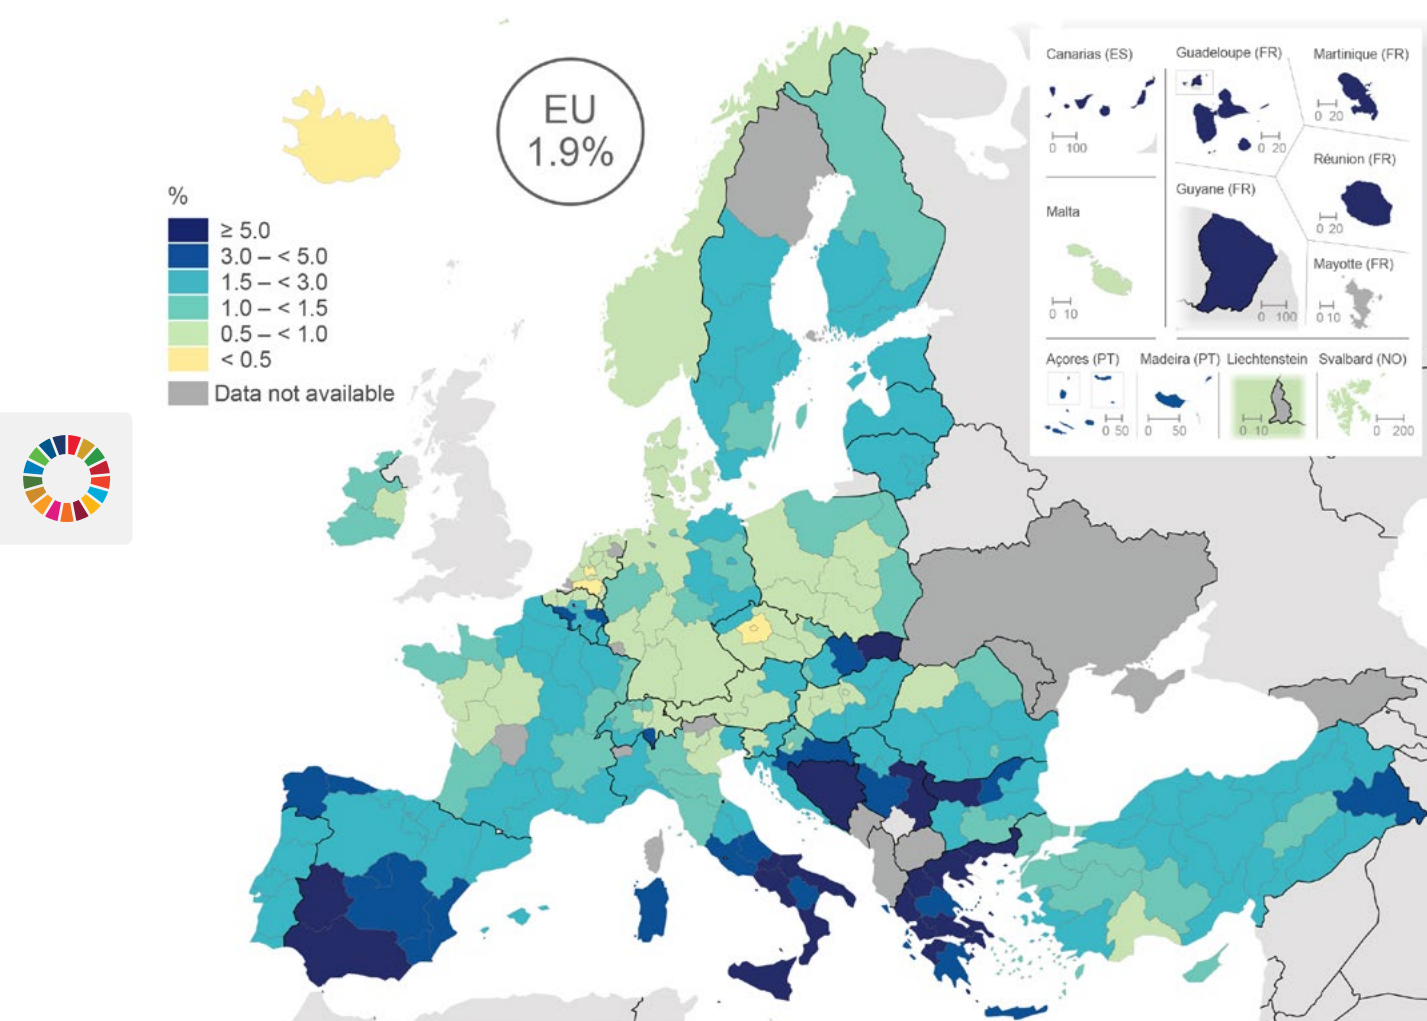 EU
1.9%
%
≥ 5.0
3.0 – < 5.0
1.5 – < 3.0
1.0 – < 1.5
0.5 – < 1.0
< 0.5
Data not available
Canarias (ES)
0 100
Guadeloupe (FR)
0 20
Martinique (FR)
0 20
Réunion (FR)
0 20
Guyane (FR)
0 100
Malta
0 10
Mayotte (FR)
0 10
Açores (PT)
0 50
Madeira (PT)
0 50
Liechtenstein
0 10
Svalbard (NO)
0 200